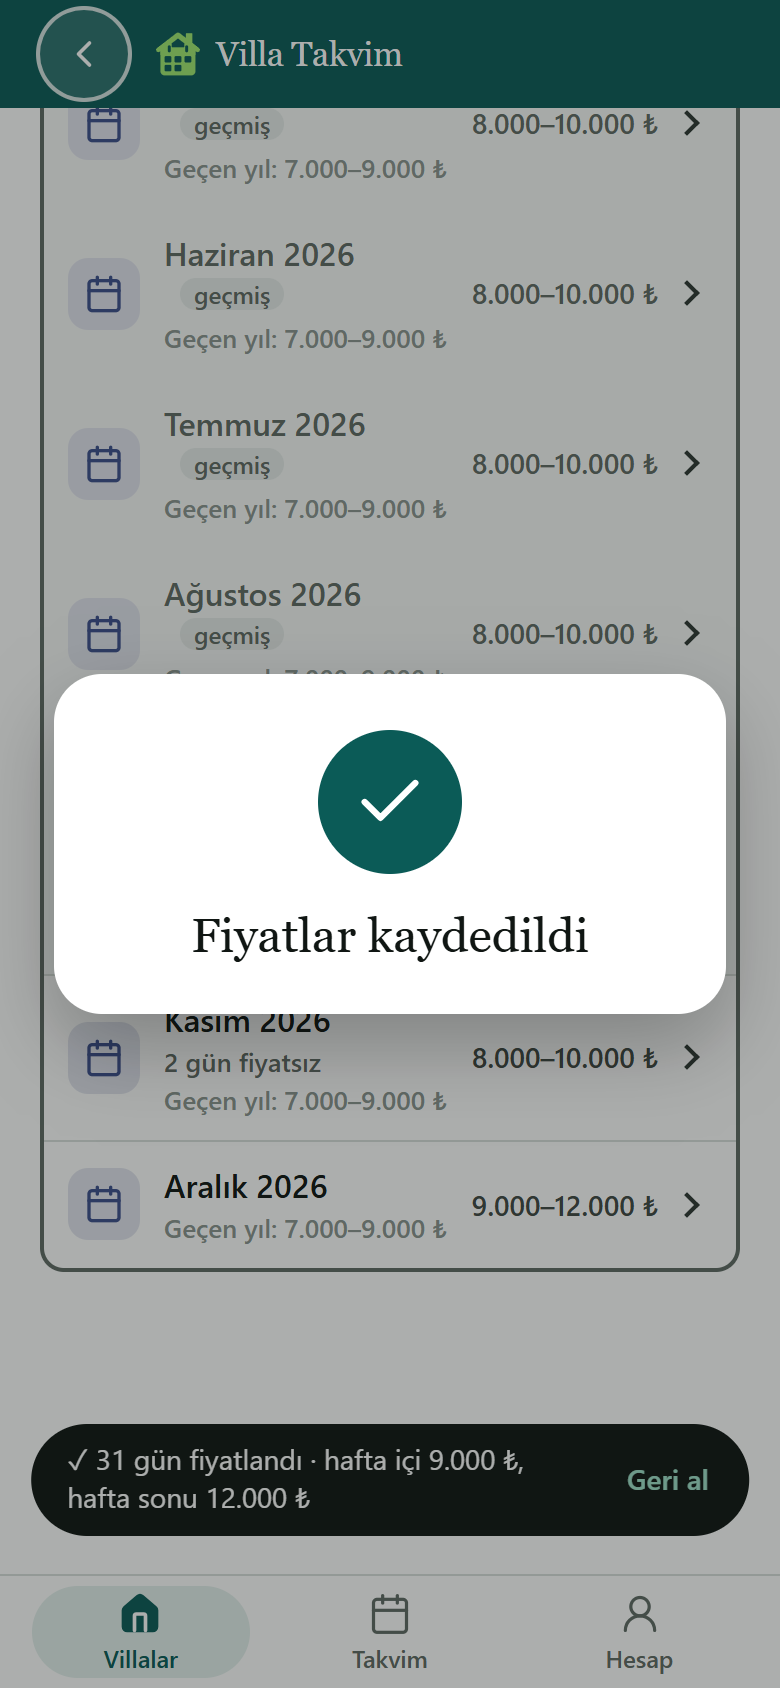 Villa Takvim
geçmiş
8.000–10.000 ₺
Geçen yıl: 7.000–9.000 ₺
Haziran 2026
geçmiş
8.000–10.000 ₺
Geçen yıl: 7.000–9.000 ₺
Temmuz 2026
geçmiş
8.000–10.000 ₺
Geçen yıl: 7.000–9.000 ₺
Ağustos 2026
geçmiş
8.000–10.000 ₺
Fiyatlar kaydedildi
Kasım 2026
2 gün fiyatsız
8.000–10.000 ₺
Geçen yıl: 7.000–9.000 ₺
Aralık 2026
9.000–12.000 ₺
Geçen yıl: 7.000–9.000 ₺
✓ 31 gün fiyatlandı · hafta içi 9.000 ₺,
hafta sonu 12.000 ₺
Geri al
Villalar
Takvim
Hesap